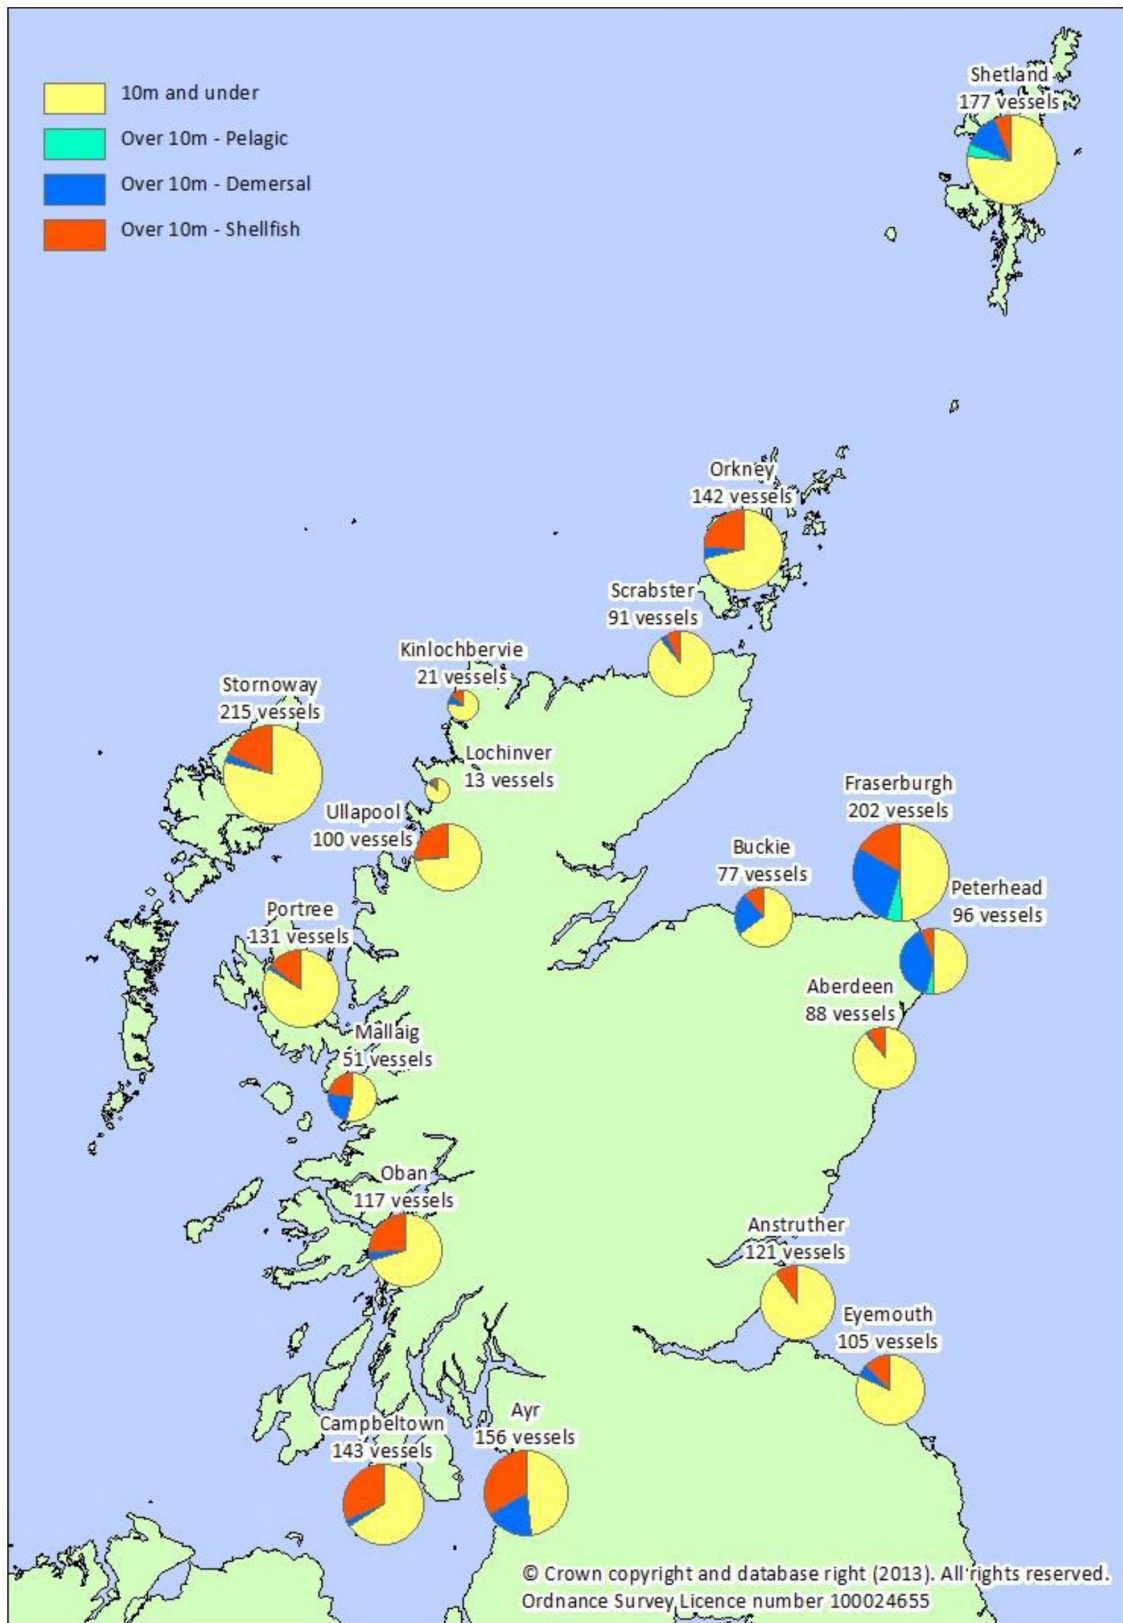 10m and under
Over 10m - Pelagic
Over 10m - Demersal
Over 10m - Shellfish
Shetland
177 vessels
Orkney
142 vessels
Scrabster
91 vessels
Kinlochbervie
21 vessels
Stornoway
215 vessels
Lochinver
13 vessels
Ullapool
100 vessels
Fraserburgh
202 vessels
Buckie
77 vessels
Peterhead
96 vessels
Portree
131 vessels
Aberdeen
88 vessels
Mallaig
51 vessels
Oban
117 vessels
Anstruther
121 vessels
Eyemouth
105 vessels
Campbeltown
143 vessels
Ayr
156 vessels
© Crown copyright and database right (2013). All rights reserved.
Ordnance Survey Licence number 100024655